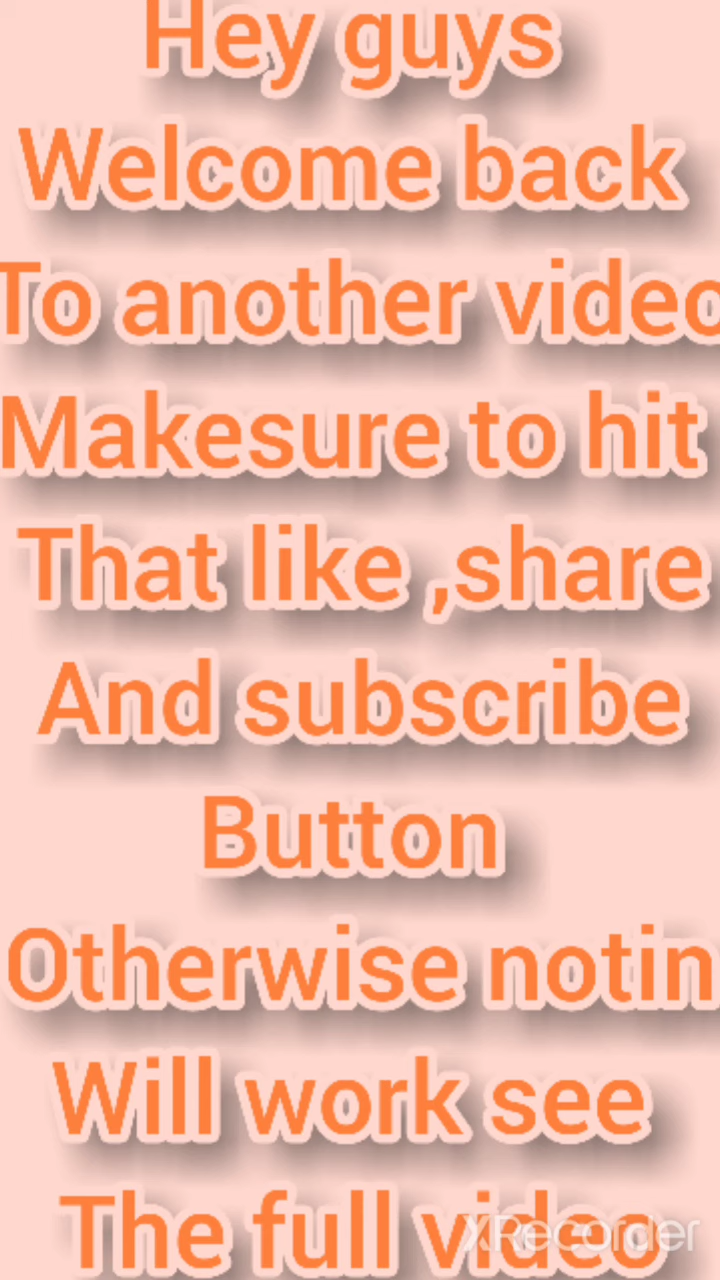 Hey guys
Welcome back
To another video
Makesure to hit
That like ,share
And subscribe
Button
Otherwise notin
Will work see
The full video
XRecorder